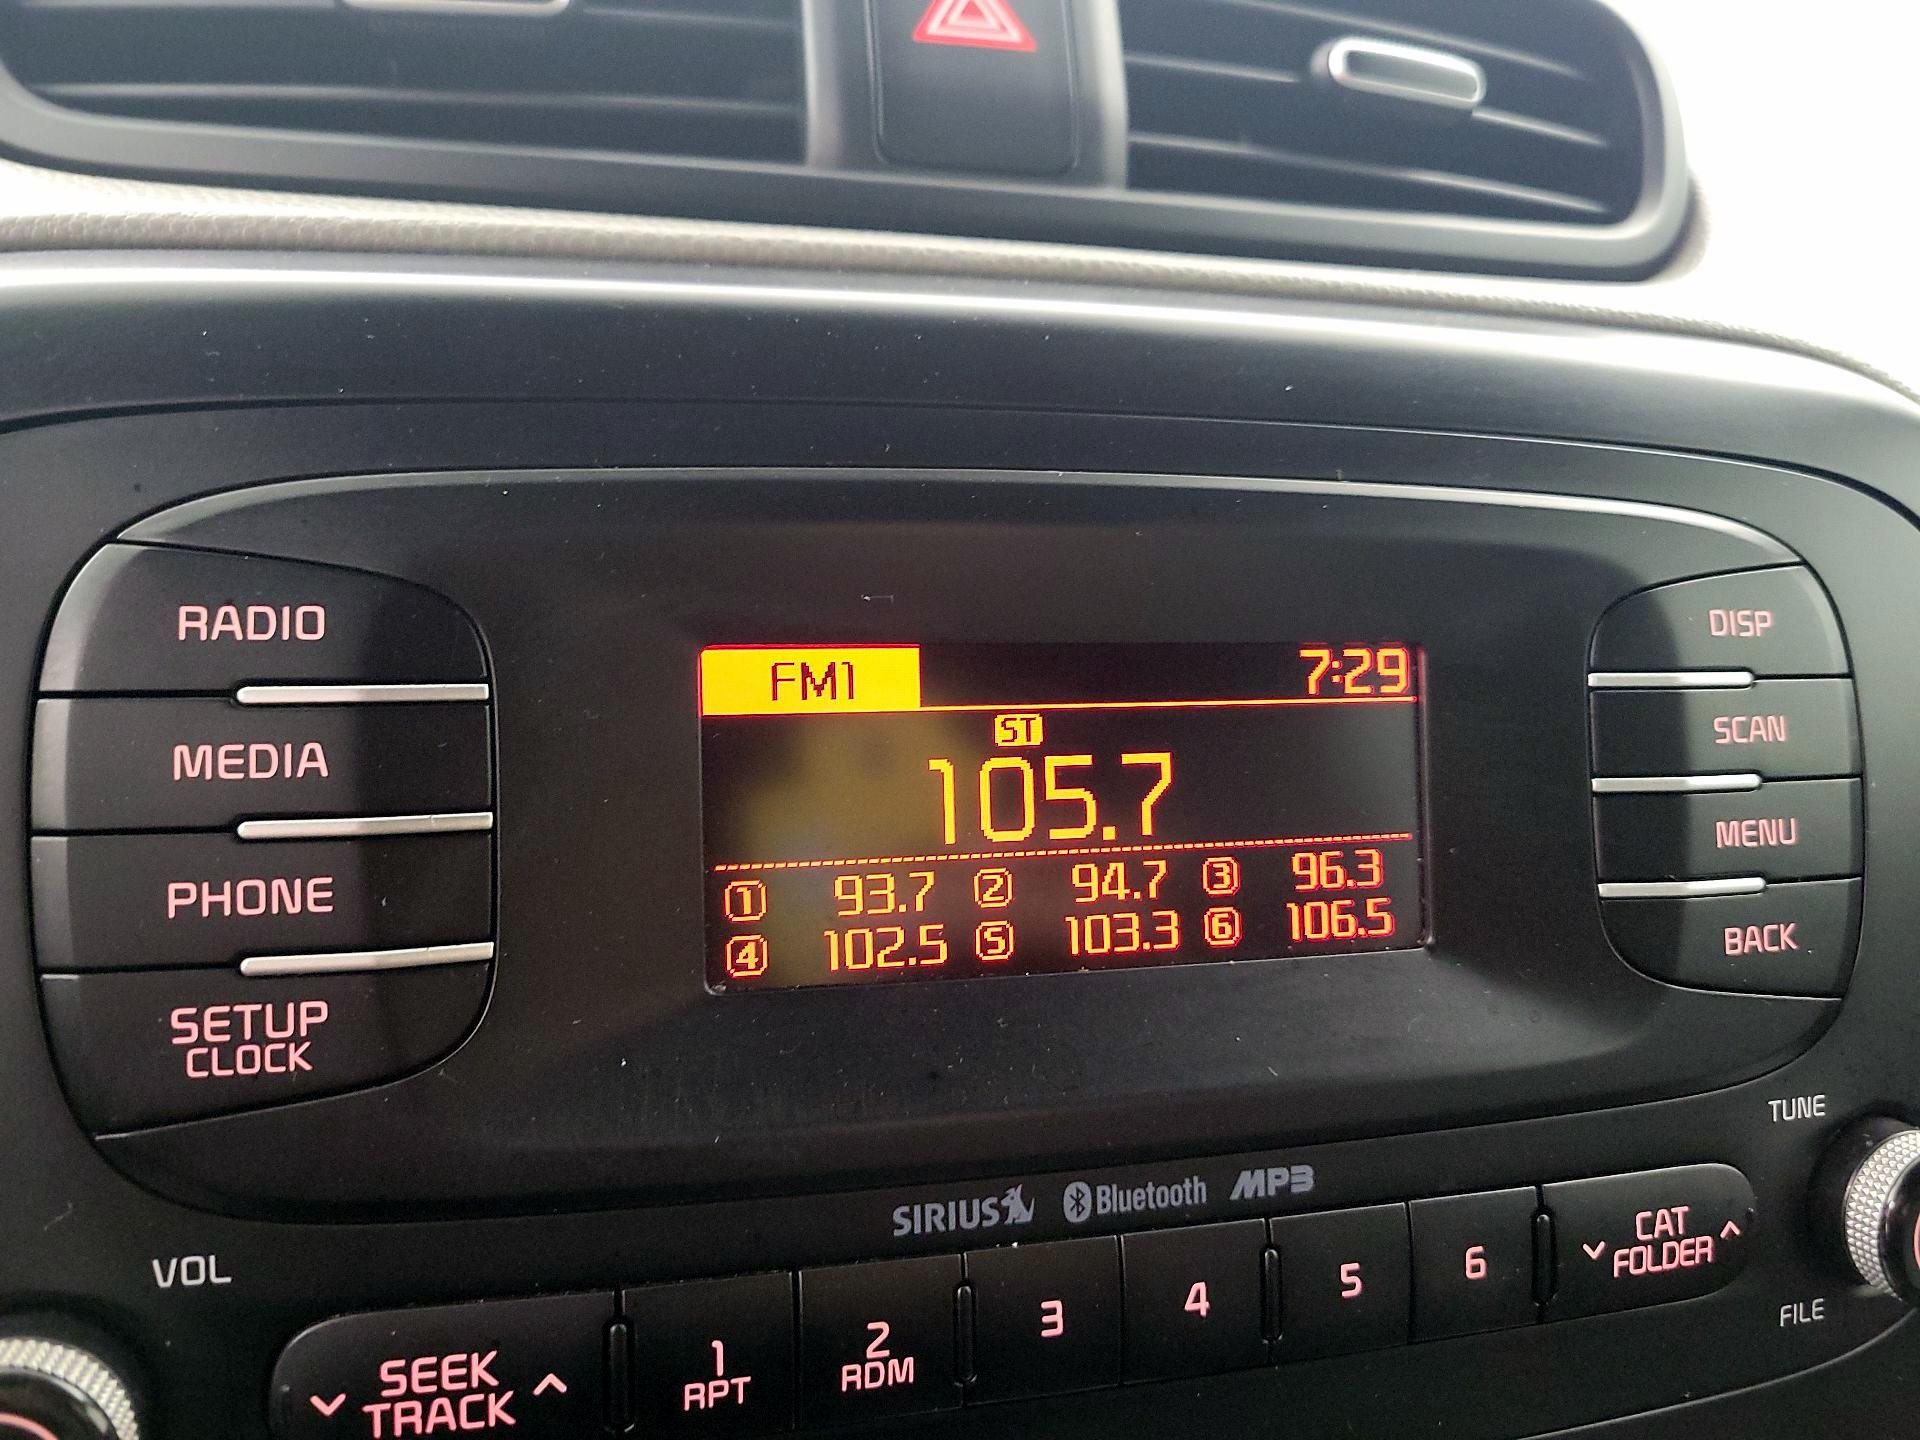 RADIO
MEDIA
PHONE
SETUP
CLOCK
FM1 7:29
ST
105.7
1 93.7 2 94.7 3 96.3
4 102.5 5 103.3 6 106.5
DISP
SCAN
MENU
BACK
TUNE
FILE
SIRIUS Bluetooth MP3
VOL
SEEK
TRACK
1
RPT
2
RDM
3
4
5
6
CAT
FOLDER